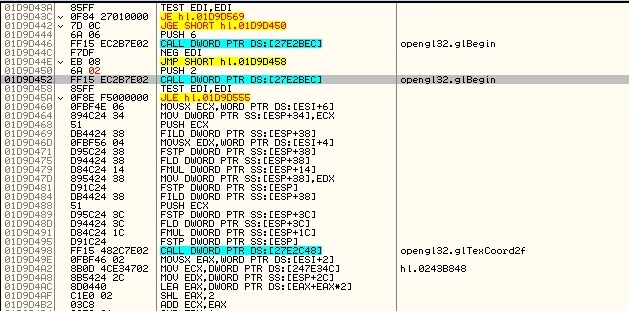 01D9D43A 85FF TEST EDI,EDI
01D9D43C 0F84 27010000 JE hl.01D9D569
01D9D442 7D 0C JGE SHORT hl.01D9D450
01D9D444 6A 06 PUSH 6
01D9D446 FF15 EC2B7E02 CALL DWORD PTR DS:[27E2BEC] opengl32.glBegin
01D9D44C F7DF NEG EDI
01D9D44E EB 08 JMP SHORT hl.01D9D458
01D9D450 6A 02 PUSH 2
01D9D452 FF15 EC2B7E02 CALL DWORD PTR DS:[27E2BEC] opengl32.glBegin
01D9D458 85FF TEST EDI,EDI
01D9D45A 0F8E F5000000 JLE hl.01D9D555
01D9D460 0FBF4E 06 MOVSX ECX,WORD PTR DS:[ESI+6]
01D9D464 894C24 34 MOV DWORD PTR SS:[ESP+34],ECX
01D9D468 51 PUSH ECX
01D9D469 DB4424 38 FILD DWORD PTR SS:[ESP+38]
01D9D46D 0FBF56 04 MOVSX EDX,WORD PTR DS:[ESI+4]
01D9D471 D95C24 38 FSTP DWORD PTR SS:[ESP+38]
01D9D475 D94424 38 FLD DWORD PTR SS:[ESP+38]
01D9D479 D84C24 14 FMUL DWORD PTR SS:[ESP+14]
01D9D47D 895424 38 MOV DWORD PTR SS:[ESP+38],EDX
01D9D481 D91C24 FSTP DWORD PTR SS:[ESP]
01D9D484 DB4424 38 FILD DWORD PTR SS:[ESP+38]
01D9D488 51 PUSH ECX
01D9D489 D95C24 3C FSTP DWORD PTR SS:[ESP+3C]
01D9D48D D94424 3C FLD DWORD PTR SS:[ESP+3C]
01D9D491 D84C24 1C FMUL DWORD PTR SS:[ESP+1C]
01D9D495 D91C24 FSTP DWORD PTR SS:[ESP]
01D9D498 FF15 482C7E02 CALL DWORD PTR DS:[27E2C48] opengl32.glTexCoord2f
01D9D49E 0FBF46 02 MOVSX EAX,WORD PTR DS:[ESI+2]
01D9D4A2 8B0D 4CE34702 MOV ECX,DWORD PTR DS:[247E34C] hl.0243B848
01D9D4A8 8B5424 2C MOV EDX,DWORD PTR SS:[ESP+2C]
01D9D4AC 8D0440 LEA EAX,DWORD PTR DS:[EAX+EAX*2]
01D9D4AF C1E0 02 SHL EAX,2
01D9D4B2 03C8 ADD ECX,EAX